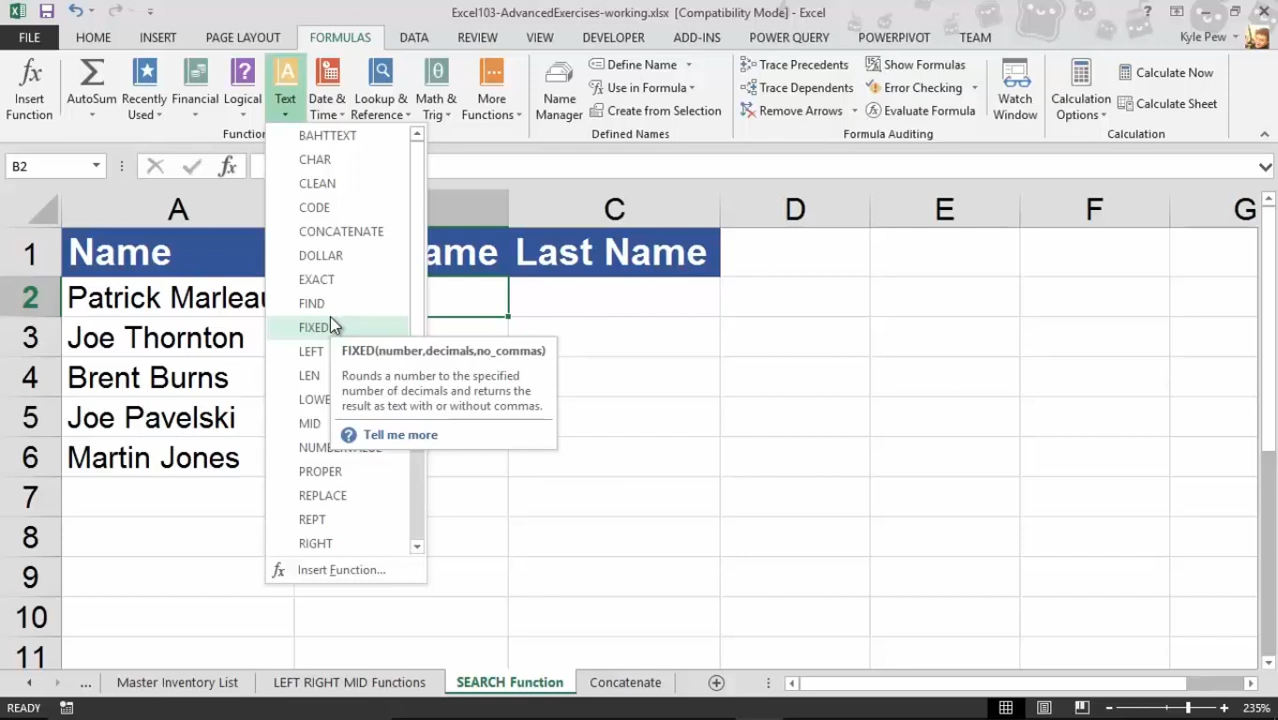 Excel103-AdvancedExercises-working.xlsx [Compatibility Mode] - Excel
FILE HOME INSERT PAGE LAYOUT FORMULAS DATA REVIEW VIEW DEVELOPER ADD-INS POWER QUERY POWERPIVOT TEAM Kyle Pew
Insert Function
AutoSum
Recently Used
Financial
Logical
Text
Date & Time
Lookup & Reference
Math & Trig
More Functions
Name Manager
Define Name
Use in Formula
Create from Selection
Defined Names
Trace Precedents
Trace Dependents
Remove Arrows
Show Formulas
Error Checking
Evaluate Formula
Formula Auditing
Watch Window
Calculation Options
Calculate Now
Calculate Sheet
Calculation
B2
fx
BAHTTEXT
CHAR
CLEAN
CODE
CONCATENATE
DOLLAR
EXACT
FIND
FIXED
LEFT
LEN
MID
PROPER
REPLACE
REPT
RIGHT
fx Insert Function...
FIXED(number,decimals,no_commas)
Rounds a number to the specified
number of decimals and returns the
result as text with or without commas.
? Tell me more
A C D E F G
1 Name ame Last Name
2 Patrick Marleau
3 Joe Thornton
4 Brent Burns
5 Joe Pavelski
6 Martin Jones
7
8
9
10
11
... Master Inventory List LEFT RIGHT MID Functions SEARCH Function Concatenate
READY 235%